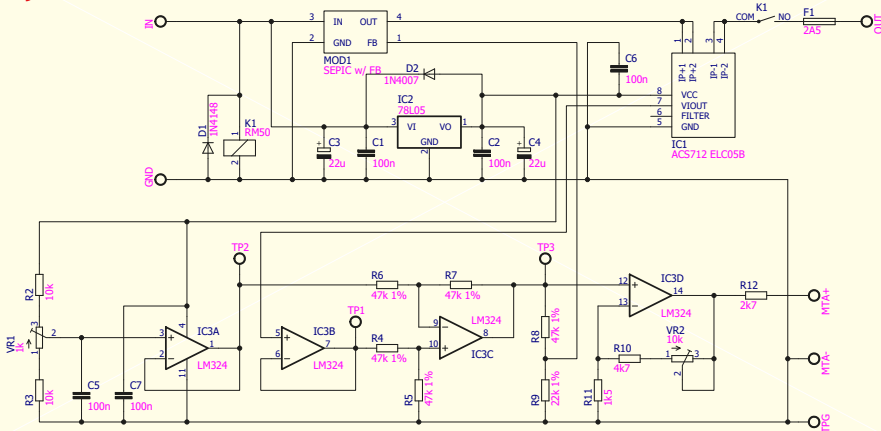 IN
3 IN OUT 4
2 GND FB 1
MOD1
SEPIC w/ FB
K1
COM NO
F1
2A5
OUT
1 2 3 4
IP+1 IP+2 IP-1 IP-2
8 VCC
7 VIOUT
6 FILTER
5 GND
IC1
ACS712 ELC05B
C6
100n
D2
1N4007
IC2
78L05
3 VI VO 1
GND
2
D1
1N4148
K1
RM50
1
2
+ C3
22u
C1
100n
C2
100n
+ C4
22u
GND
TP2
TP3
TP1
R2
10k
VR1
1k
3
2
1
R3
10k
C5
100n
C7
100n
3 +
2 -
4
11
1
IC3A
LM324
5 +
6 -
7
IC3B
LM324
R6
47k 1%
R7
47k 1%
R4
47k 1%
R5
47k 1%
9 -
10 +
8
LM324
IC3C
R8
47k 1%
R9
22k 1%
12 +
13 -
14
IC3D
LM324
R10
4k7
VR2
10k
1 3
2
R11
1k5
R12
2k7
MTA+
MTA-
TPG